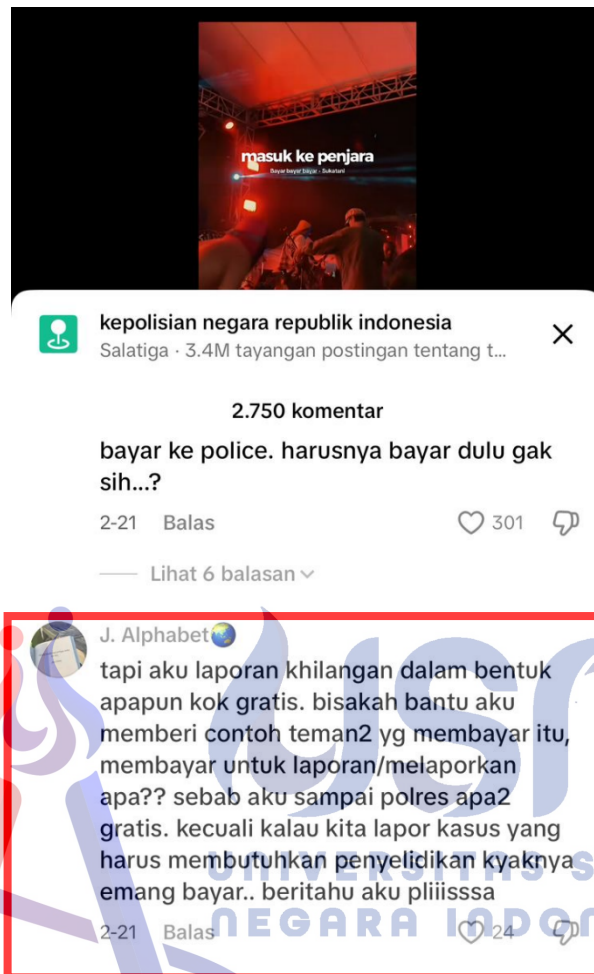 masuk ke penjara
Bayar bayar bayar - Sukatani
kepolisian negara republik indonesia
Salatiga · 3.4M tayangan postingan tentang t...
2.750 komentar
bayar ke police. harusnya bayar dulu gak
sih...?
2-21 Balas 301
Lihat 6 balasan
J. Alphabet🌏
tapi aku laporan khilangan dalam bentuk
apapun kok gratis. bisakah bantu aku
memberi contoh teman2 yg membayar itu,
membayar untuk laporan/melaporkan
apa?? sebab aku sampai polres apa2
gratis. kecuali kalau kita lapor kasus yang
harus membutuhkan penyelidikan kyaknya
emang bayar.. beritahu aku pliiisssa
UNIVERSITAS S
2-21 Balas 24
NEGARA INDON